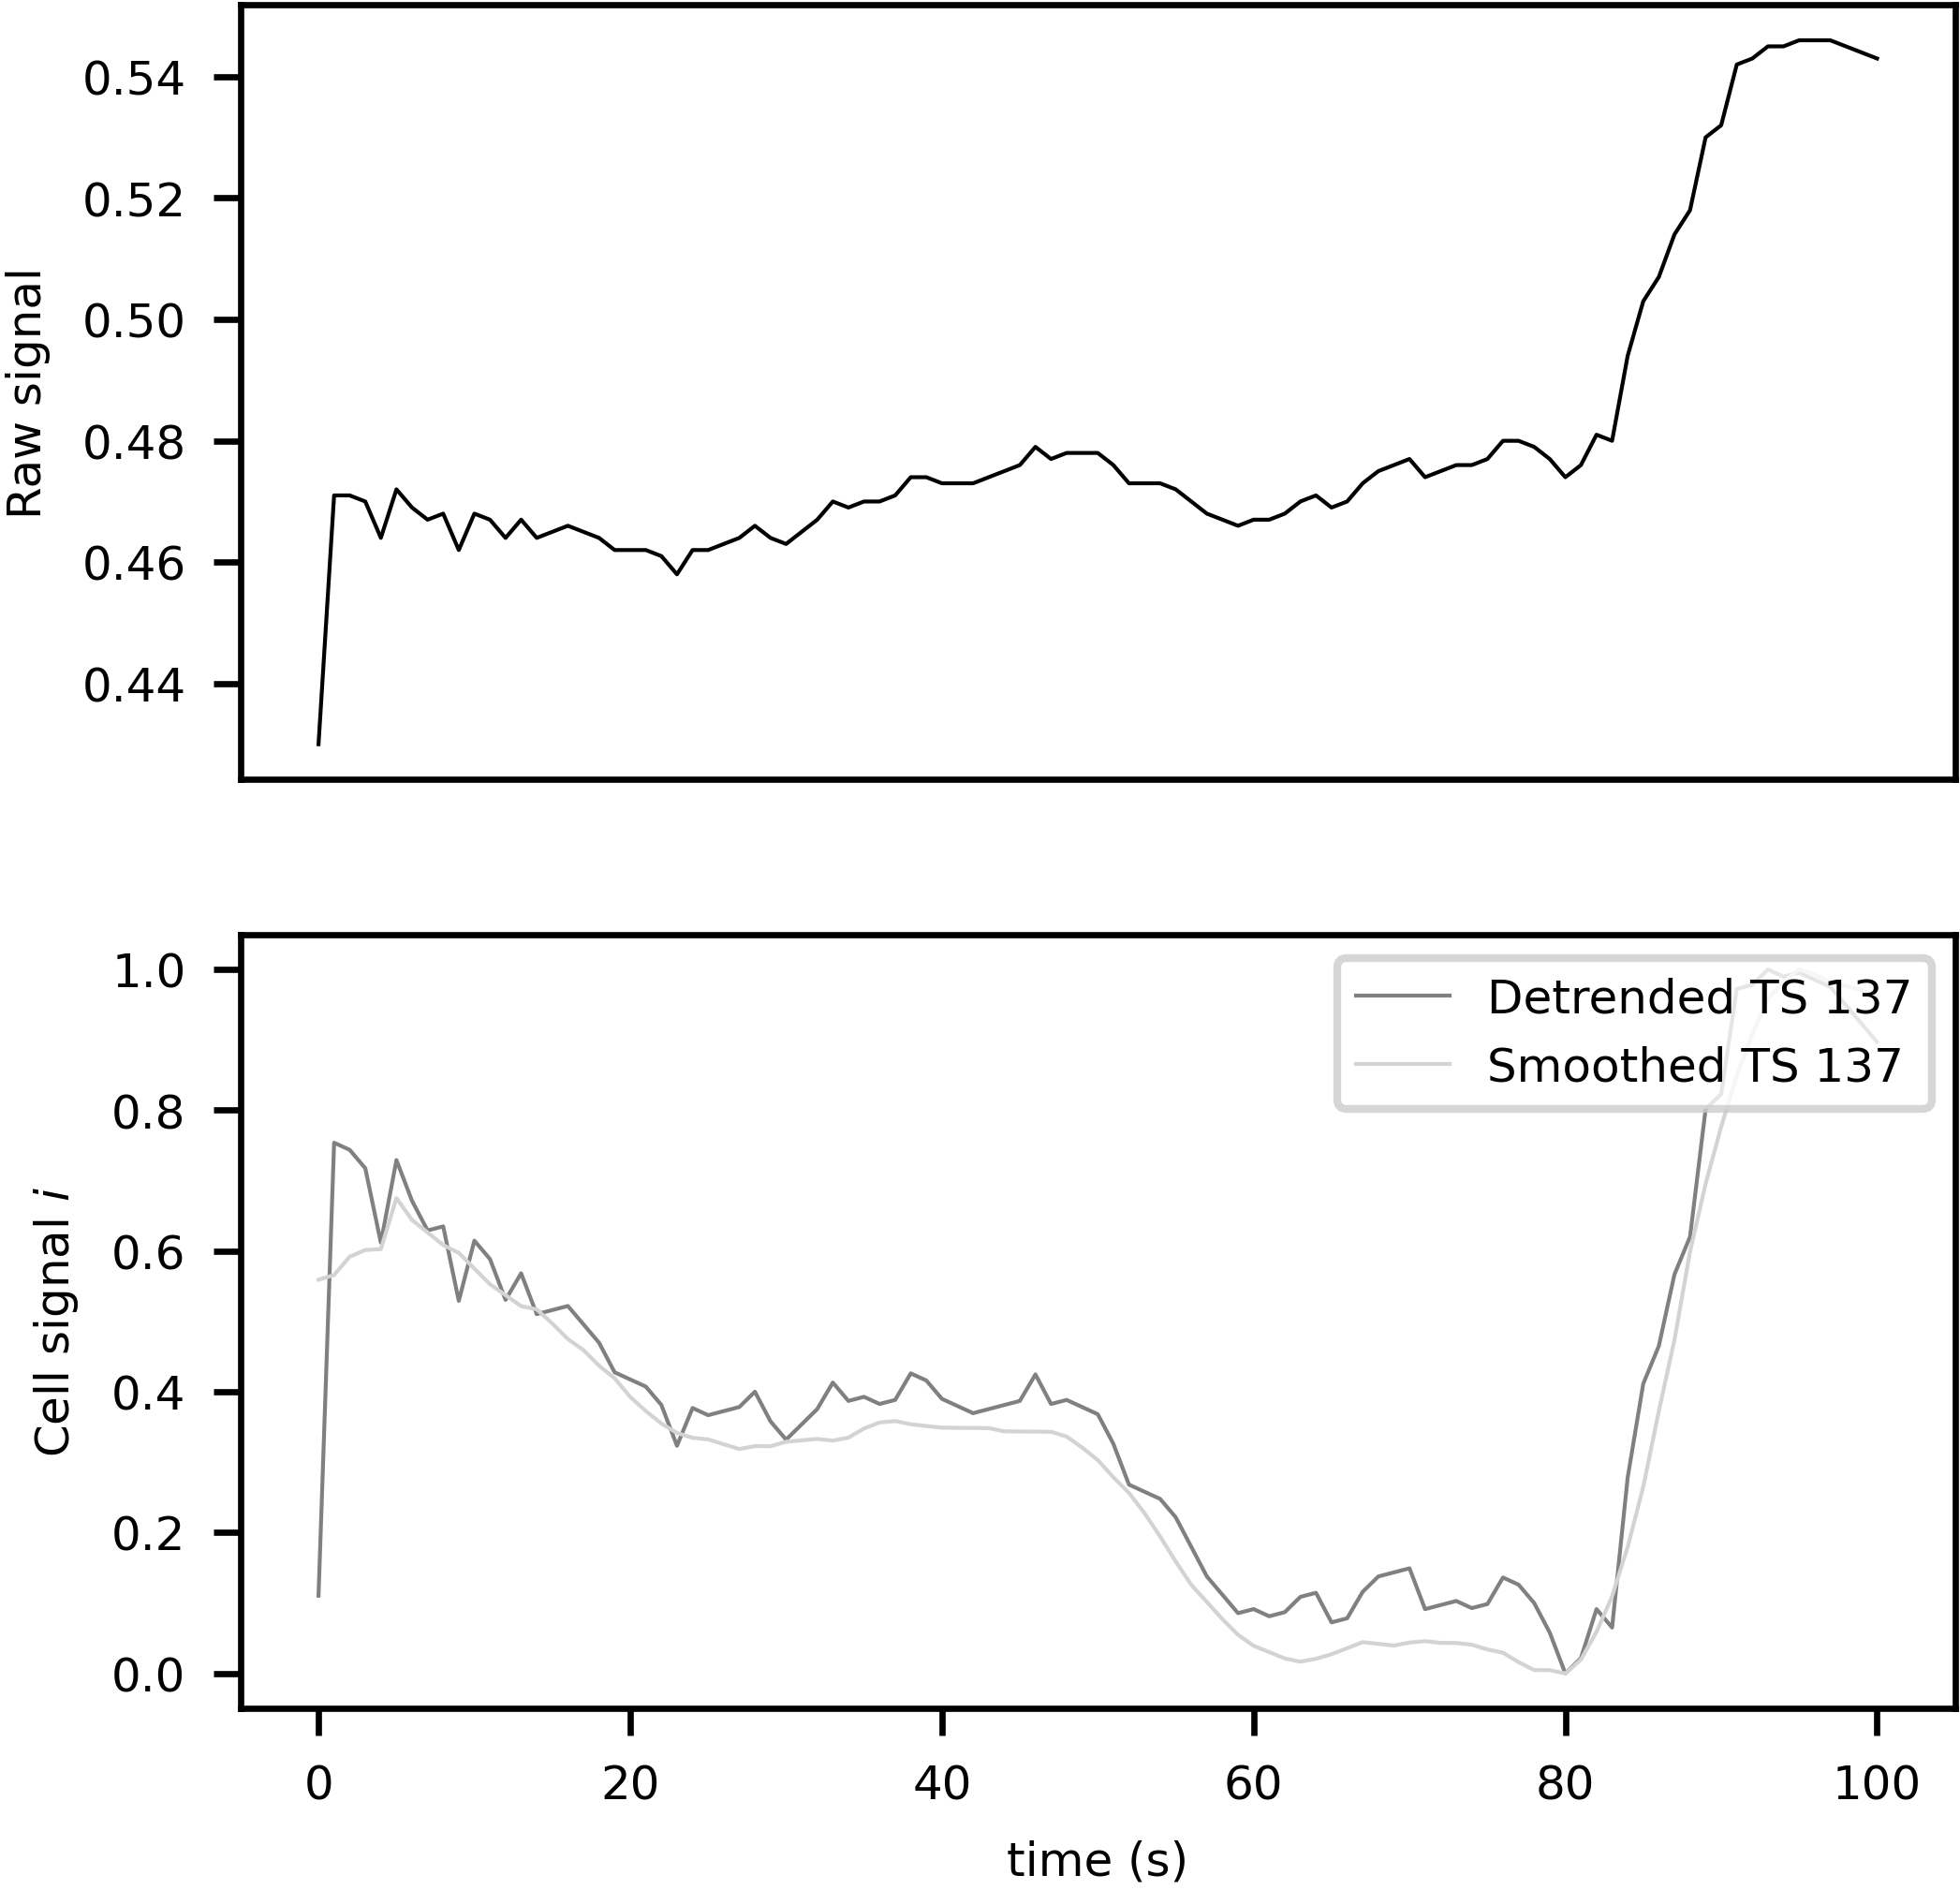 0.54
0.52
0.50
0.48
0.46
0.44
Raw signal
1.0
0.8
0.6
0.4
0.2
0.0
Cell signal i
Detrended TS 137
Smoothed TS 137
0 20 40 60 80 100
time (s)